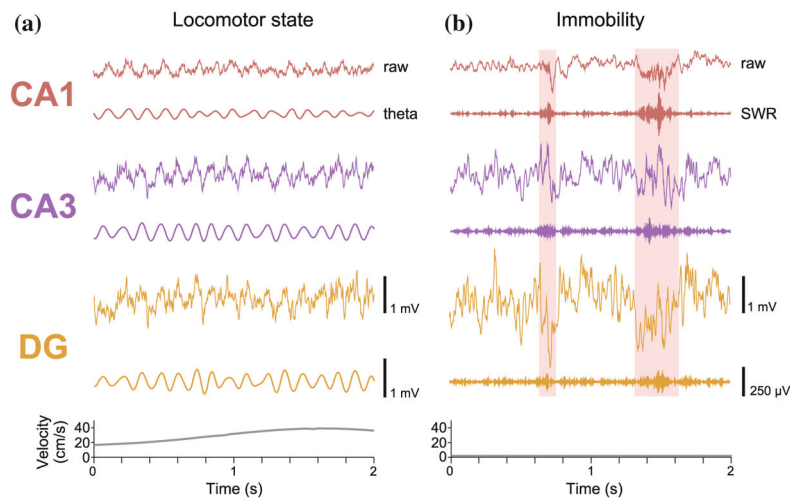 (a) Locomotor state
(b) Immobility
CA1
raw
theta
raw
SWR
CA3
DG
1 mV
1 mV
1 mV
250 µV
Velocity
(cm/s)
40
20
0
0 1 2
Time (s)
40
20
0
0 1 2
Time (s)